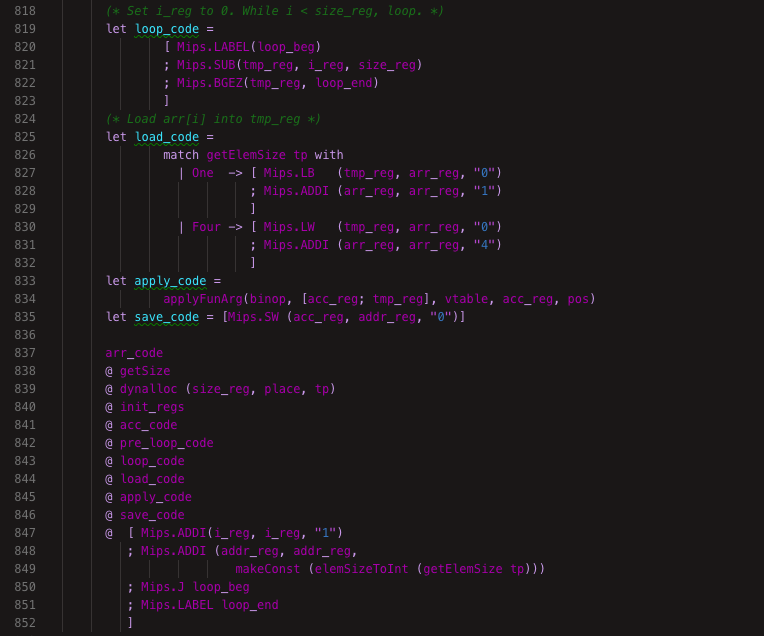 818 (* Set i_reg to 0. While i < size_reg, loop. *)
819 let loop_code =
820 [ Mips.LABEL(loop_beg)
821 ; Mips.SUB(tmp_reg, i_reg, size_reg)
822 ; Mips.BGEZ(tmp_reg, loop_end)
823 ]
824 (* Load arr[i] into tmp_reg *)
825 let load_code =
826 match getElemSize tp with
827 | One -> [ Mips.LB (tmp_reg, arr_reg, "0")
828 ; Mips.ADDI (arr_reg, arr_reg, "1")
829 ]
830 | Four -> [ Mips.LW (tmp_reg, arr_reg, "0")
831 ; Mips.ADDI (arr_reg, arr_reg, "4")
832 ]
833 let apply_code =
834 applyFunArg(binop, [acc_reg; tmp_reg], vtable, acc_reg, pos)
835 let save_code = [Mips.SW (acc_reg, addr_reg, "0")]
836
837 arr_code
838 @ getSize
839 @ dynalloc (size_reg, place, tp)
840 @ init_regs
841 @ acc_code
842 @ pre_loop_code
843 @ loop_code
844 @ load_code
845 @ apply_code
846 @ save_code
847 @ [ Mips.ADDI(i_reg, i_reg, "1")
848 ; Mips.ADDI (addr_reg, addr_reg,
849 makeConst (elemSizeToInt (getElemSize tp)))
850 ; Mips.J loop_beg
851 ; Mips.LABEL loop_end
852 ]